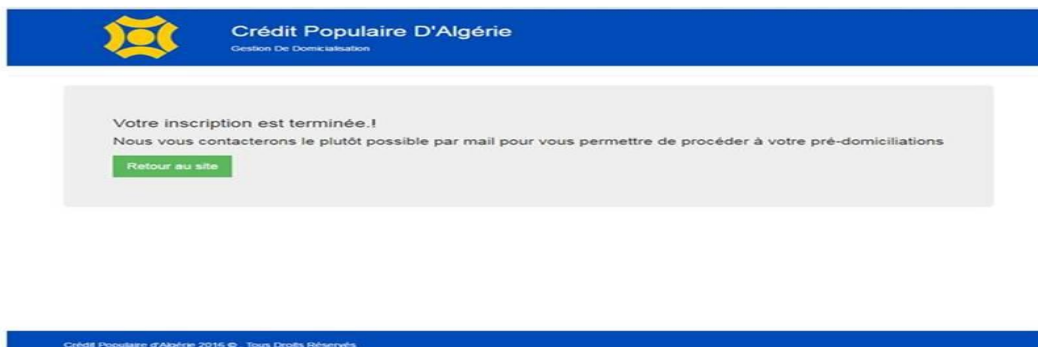 Crédit Populaire D'Algérie
Gestion De Domicialisation
Votre inscription est terminée.!
Nous vous contacterons le plutôt possible par mail pour vous permettre de procéder à votre pré-domiciliations
Retour au site
Crédit Populaire d'Algérie 2016 © . Tous Droits Réservés